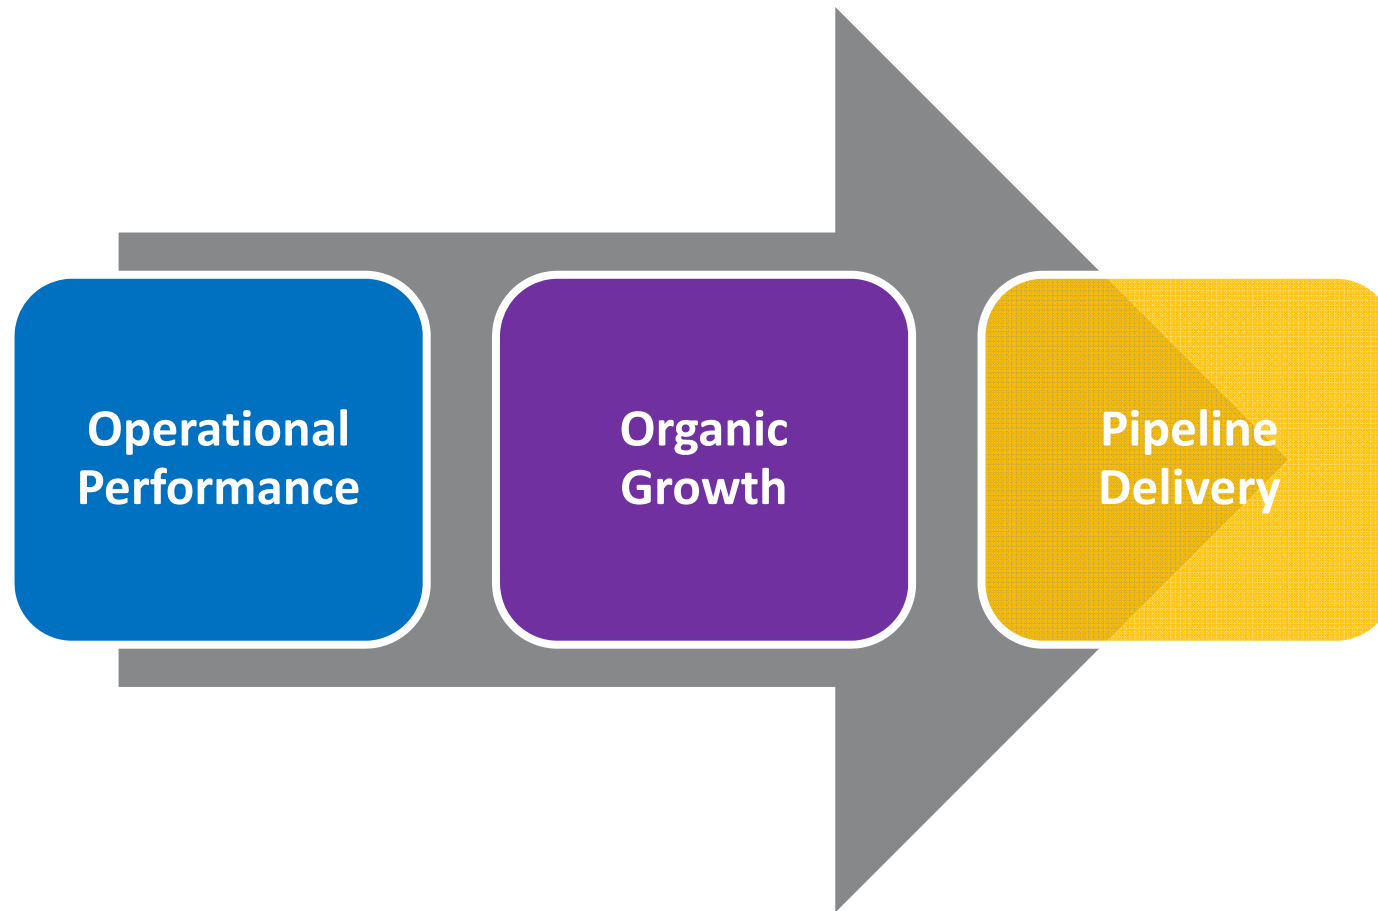 Operational
Performance
Organic
Growth
Pipeline
Delivery